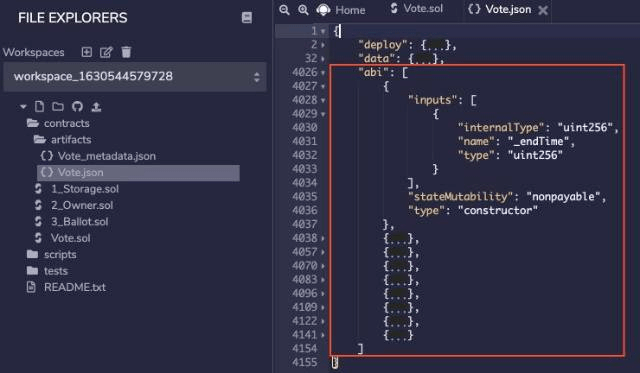 FILE EXPLORERS
Workspaces
workspace_1630544579728
contracts
artifacts
Vote_metadata.json
Vote.json
1_Storage.sol
2_Owner.sol
3_Ballot.sol
Vote.sol
scripts
tests
README.txt
Home
Vote.sol
Vote.json
1 {
2 "deploy": {...},
32 "data": {...},
4026 "abi": [
4027 {
4028 "inputs": [
4029 {
4030 "internalType": "uint256",
4031 "name": "_endTime",
4032 "type": "uint256"
4033 }
4034 ],
4035 "stateMutability": "nonpayable",
4036 "type": "constructor"
4037 },
4038 {...},
4057 {...},
4070 {...},
4083 {...},
4096 {...},
4109 {...},
4122 {...},
4141 {...}
4154 ]
4155 }